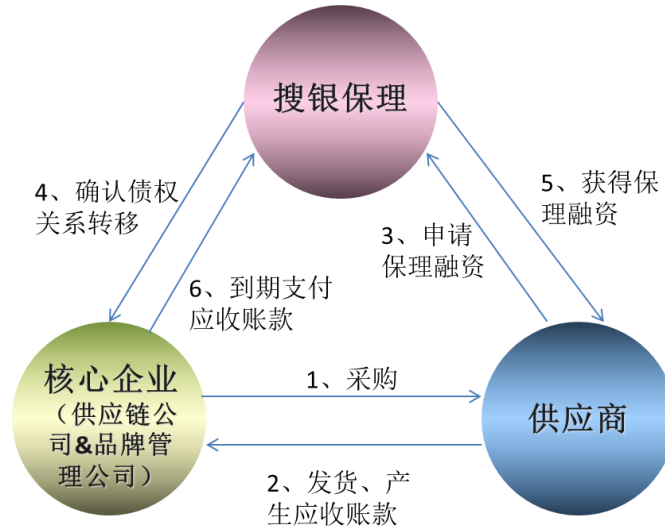 搜银保理
4、确认债权
关系转移
5、获得保
理融资
3、申请
保理融资
6、到期支付
应收账款
核心企业
（供应链公
司&品牌管
理公司）
1、采购
供应商
2、发货、产
生应收账款